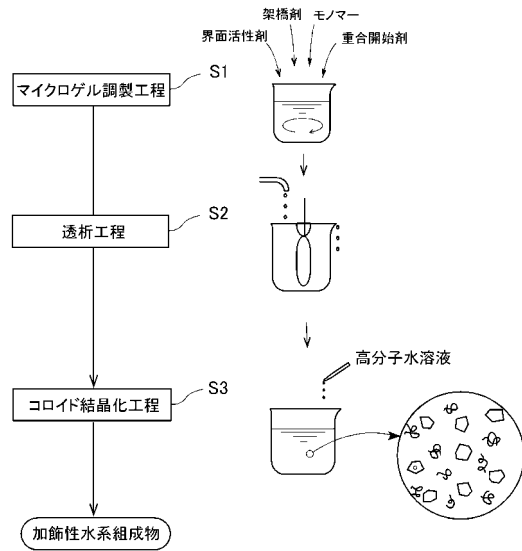 架橋剤
モノマー
界面活性剤
重合開始剤
S1
マイクロゲル調製工程
S2
透析工程
高分子水溶液
S3
コロイド結晶化工程
加飾性水系組成物